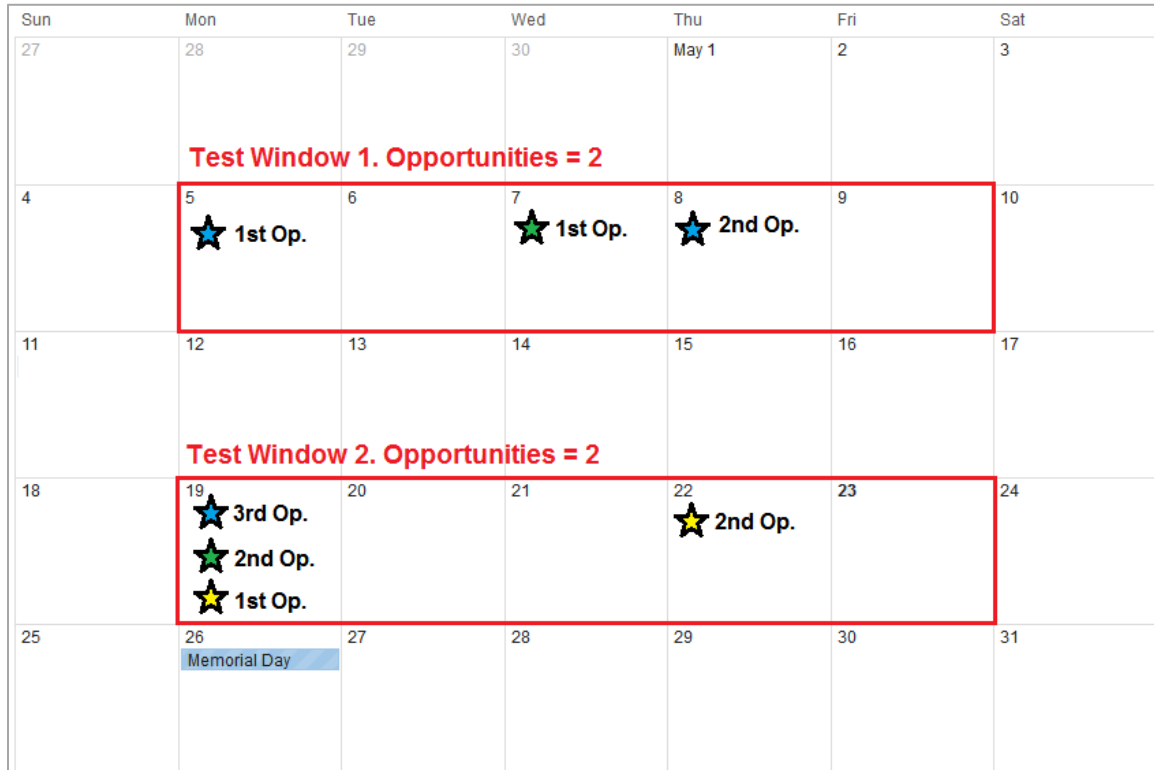 Sun Mon Tue Wed Thu Fri Sat
27 28 29 30 May 1 2 3
Test Window 1. Opportunities = 2
4 5 6 7 8 9 10
1st Op. 1st Op. 2nd Op.
11 12 13 14 15 16 17
Test Window 2. Opportunities = 2
18 19 20 21 22 23 24
3rd Op. 2nd Op.
2nd Op.
1st Op.
25 26 27 28 29 30 31
Memorial Day